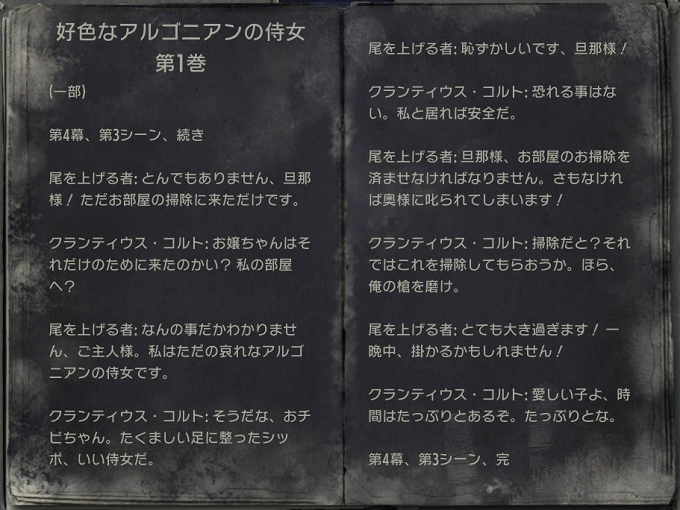 好色なアルゴニアンの侍女
第1巻
(一部)
第4幕、第3シーン、続き
尾を上げる者: とんでもありません、旦那
様！ ただお部屋の掃除に来ただけです。
クランティウス・コルト: お嬢ちゃんはそ
れだけのために来たのかい？ 私の部屋
へ？
尾を上げる者: なんの事だかわかりませ
ん、ご主人様。私はただの哀れなアルゴ
ニアンの侍女です。
クランティウス・コルト: そうだな、おチ
ビちゃん。たくましい足に整ったシッ
ポ、いい侍女だ。
尾を上げる者: 恥ずかしいです、旦那様！
クランティウス・コルト: 恐れる事はな
い。私と居れば安全だ。
尾を上げる者: 旦那様、お部屋のお掃除を
済ませなければなりません。さもなけれ
ば奥様に叱られてしまいます！
クランティウス・コルト: 掃除だと？それ
ではこれを掃除してもらおうか。ほら、
俺の槍を磨け。
尾を上げる者: とても大き過ぎます！ 一
晩中、掛かるかもしれません！
クランティウス・コルト: 愛しい子よ、時
間はたっぷりとあるぞ。たっぷりとな。
第4幕、第3シーン、完